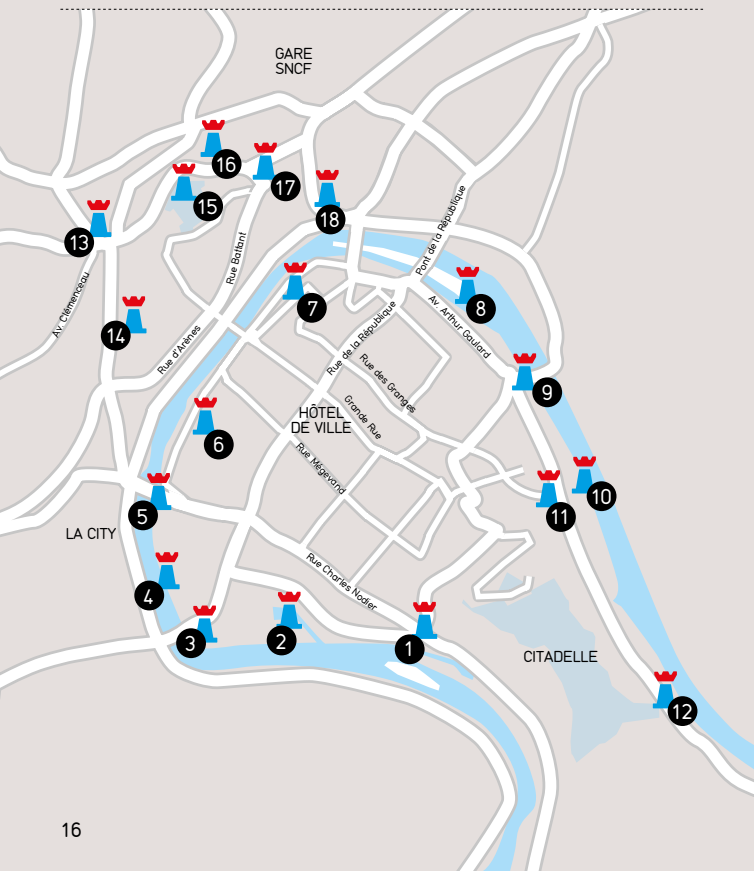 GARE
SNCF
16
17
15
18
13
Pont de la République
Rue Battant
Av. Clémenceau
7
8
14
Av. Arthur Gaulard
Rue d'Arènes
Rue de la République
Rue des Granges
9
Grande Rue
HÔTEL
DE VILLE
6
Rue Mégevand
10
5
11
LA CITY
Rue Charles Nodier
4
3
2
1
CITADELLE
12
16